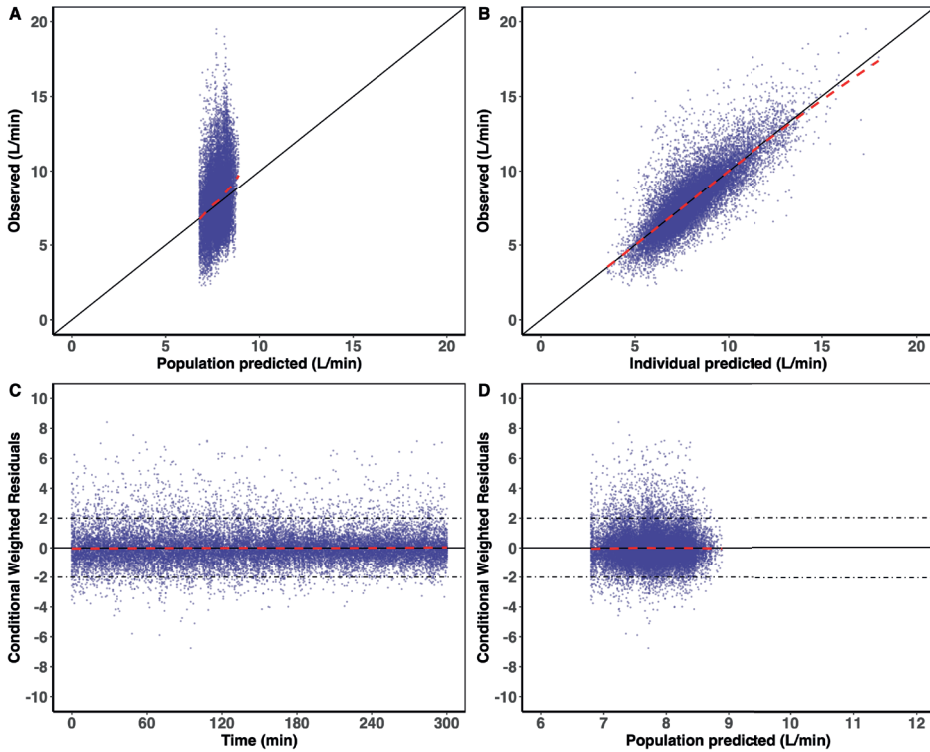 A
Observed (L/min)
20
15
10
5
0
0 5 10 15 20
Population predicted (L/min)
B
Observed (L/min)
20
15
10
5
0
0 5 10 15 20
Individual predicted (L/min)
C
Conditional Weighted Residuals
10
8
6
4
2
0
-2
-4
-6
-8
-10
0 60 120 180 240 300
Time (min)
D
Conditional Weighted Residuals
10
8
6
4
2
0
-2
-4
-6
-8
-10
6 7 8 9 10 11 12
Population predicted (L/min)